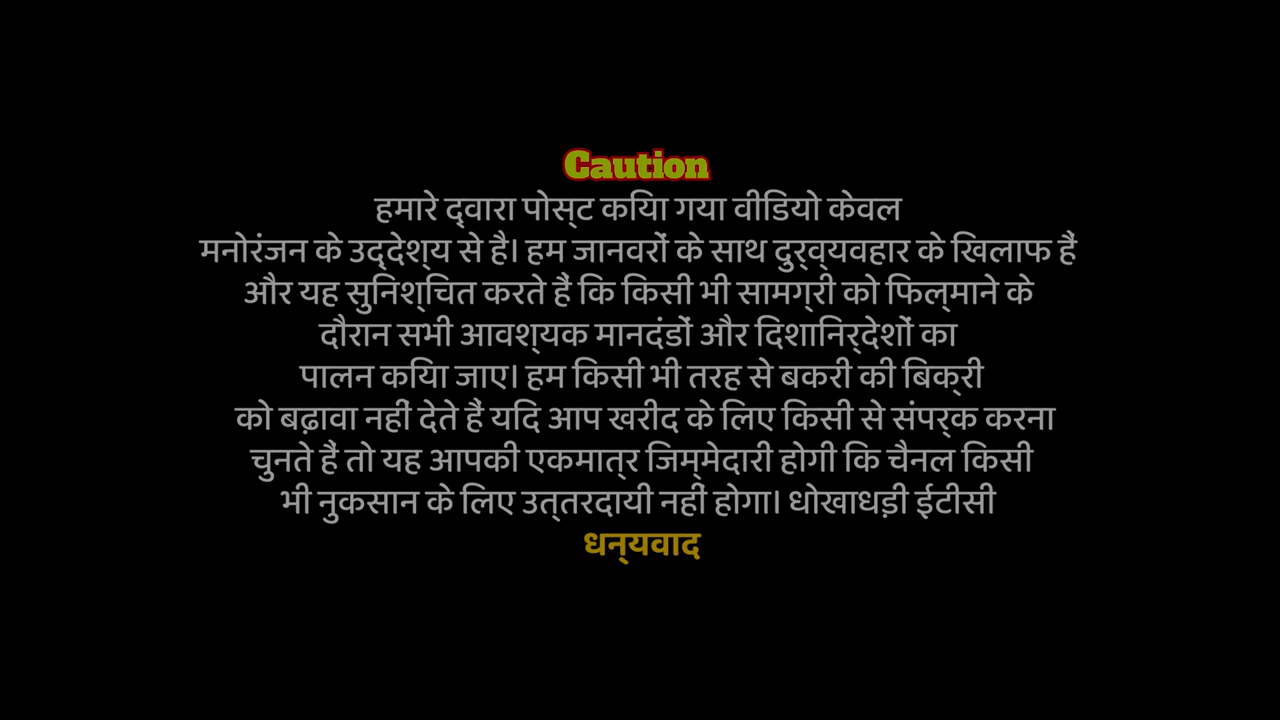 Caution
हमारे द्वारा पोस्ट किया गया वीडियो केवल
मनोरंजन के उद्देश्य से है। हम जानवरों के साथ दुर्व्यवहार के खिलाफ हैं
और यह सुनिश्चित करते हैं कि किसी भी सामग्री को फिल्माने के
दौरान सभी आवश्यक मानदंडों और दिशानिर्देशों का
पालन किया जाए। हम किसी भी तरह से बकरी की बिक्री
को बढ़ावा नहीं देते हैं यदि आप खरीद के लिए किसी से संपर्क करना
चुनते हैं तो यह आपकी एकमात्र जिम्मेदारी होगी कि चैनल किसी
भी नुकसान के लिए उत्तरदायी नहीं होगा। धोखाधड़ी ईटीसी
धन्यवाद